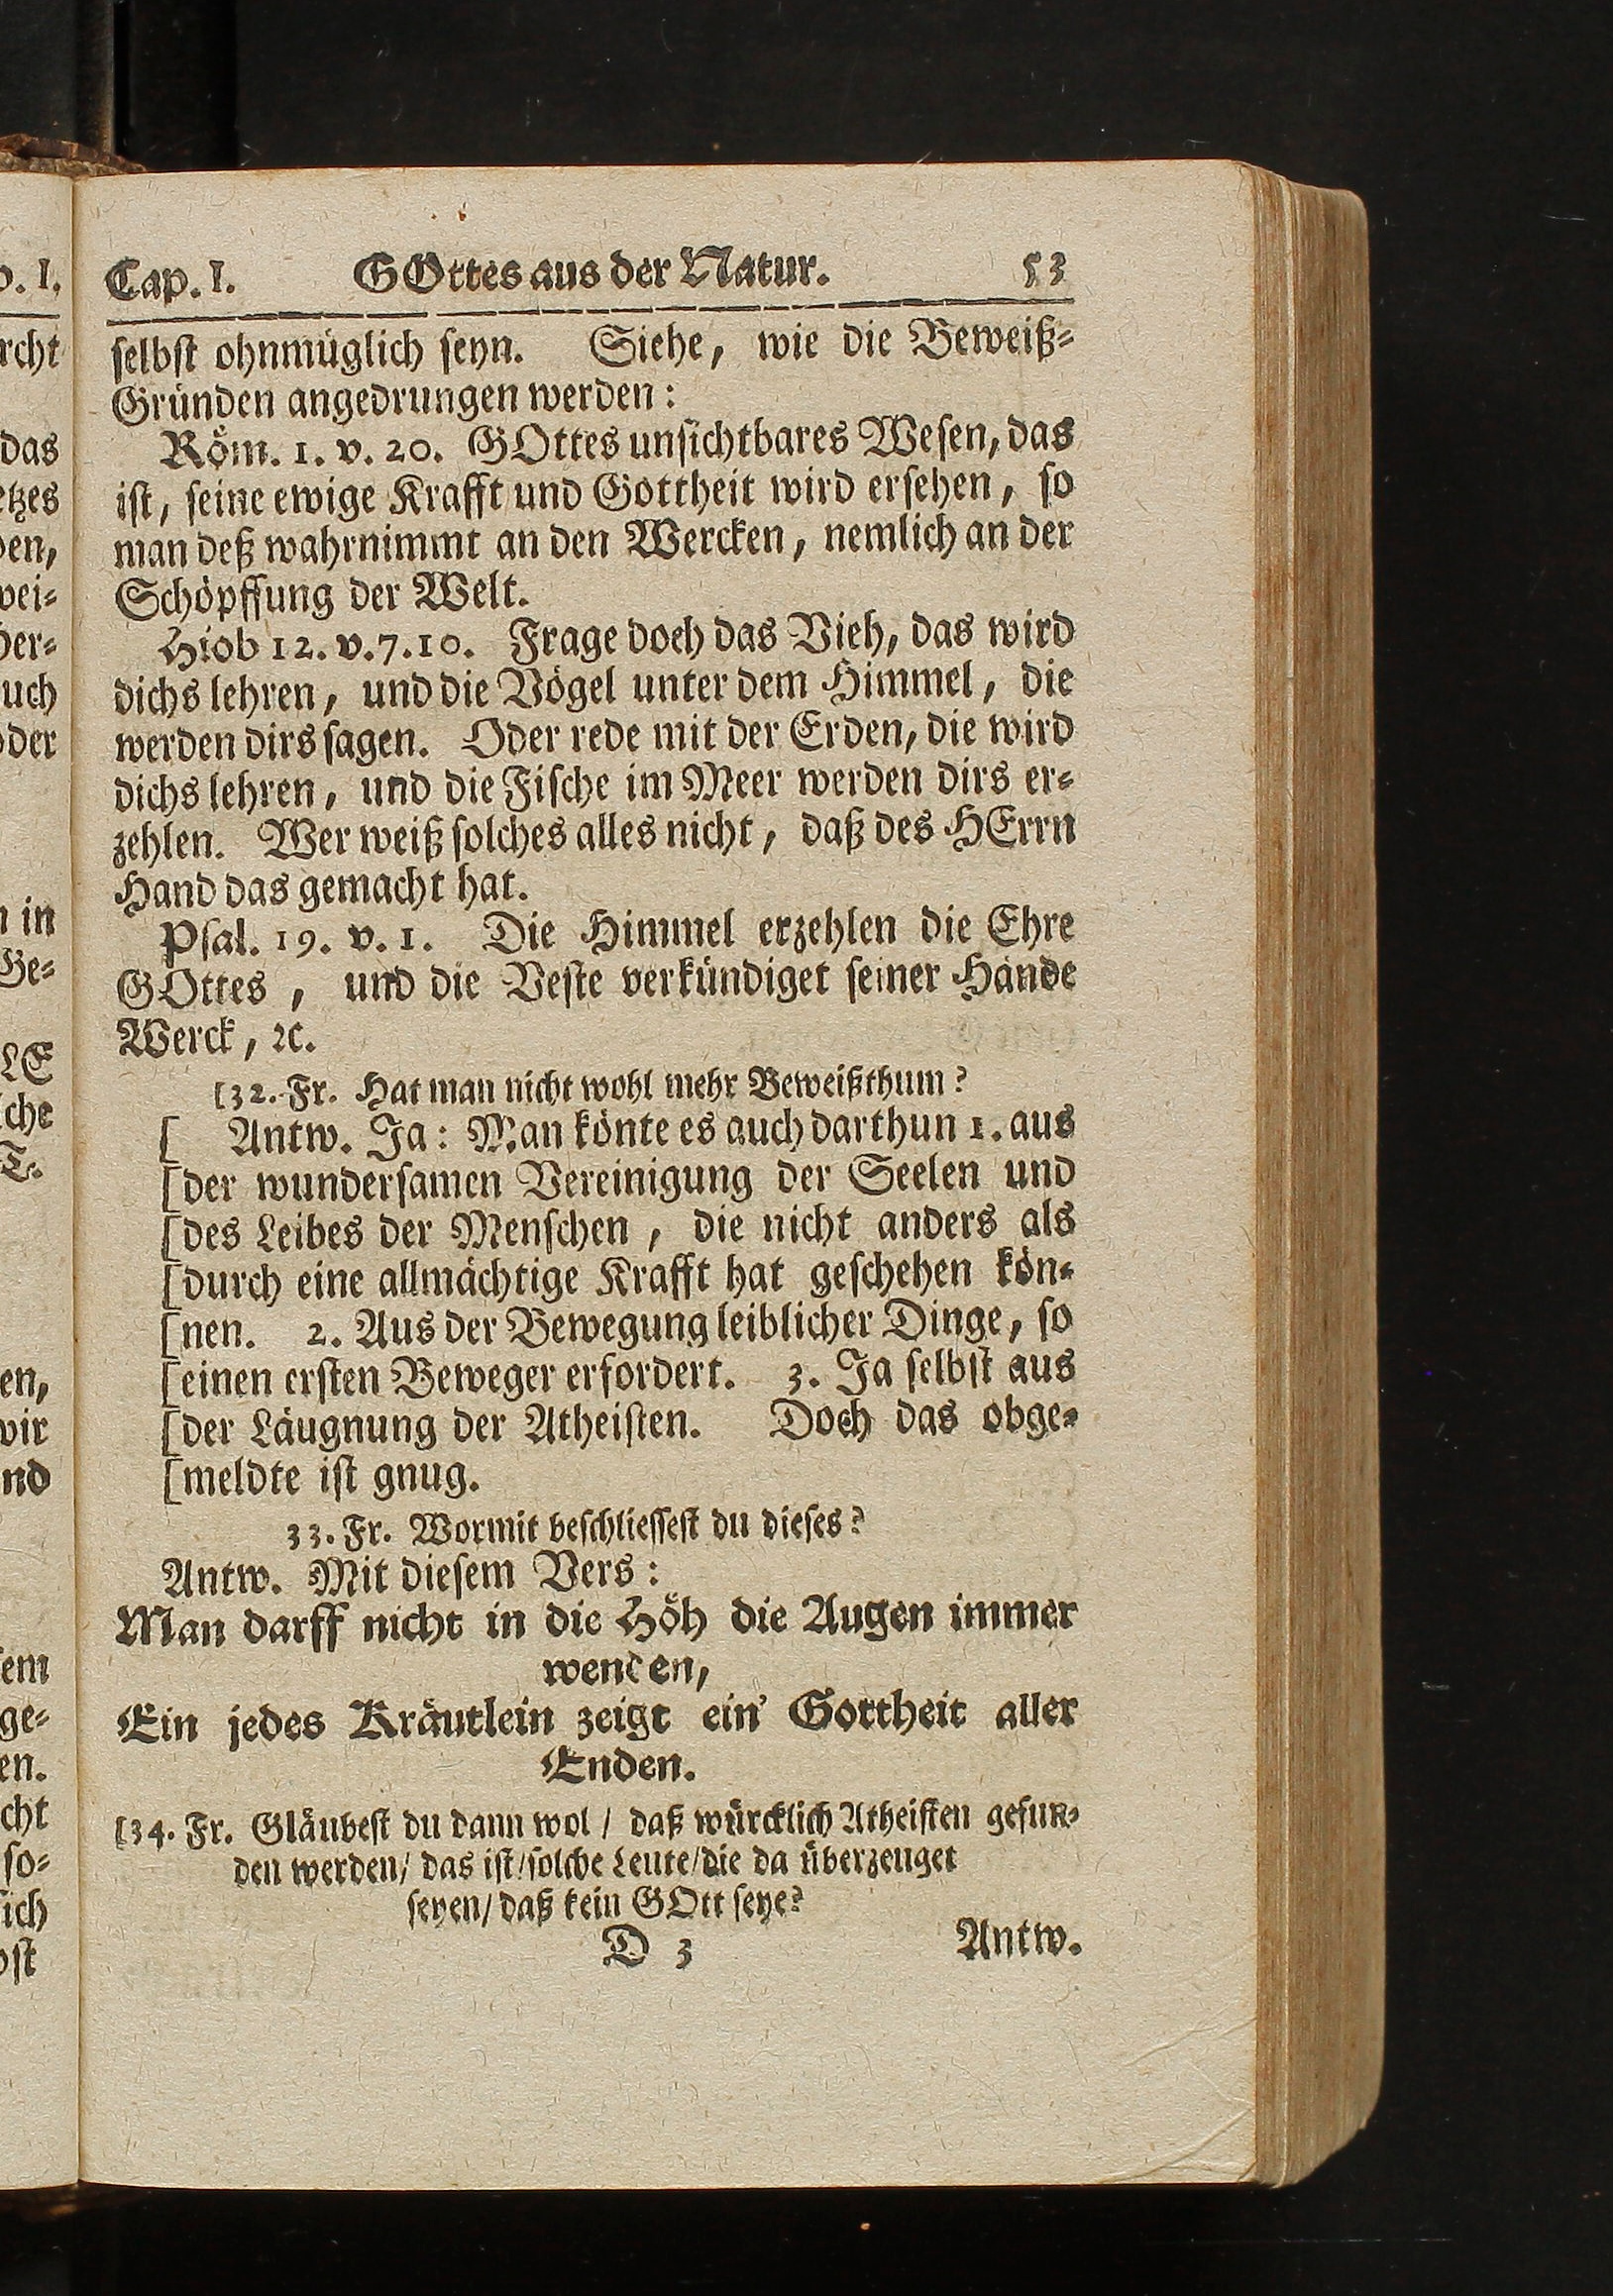 Cap. I. GOttes aus der Natur. 53
selbst ohnmüglich seyn. Siehe, wie die Beweiß-
Gründen angedrungen werden:
Röm. 1. v. 20. GOttes unsichtbares Wesen, das
ist, seine ewige Krafft und Gottheit wird ersehen, so
man deß wahrnimmt an den Wercken, nemlich an der
Schöpffung der Welt.
Hiob 12. v. 7. 10. Frage doch das Vieh, das wird
dichs lehren, und die Vögel unter dem Himmel, die
werden dirs sagen. Oder rede mit der Erden, die wird
dichs lehren, und die Fische im Meer werden dirs er-
zehlen. Wer weiß solches alles nicht, daß des HErrn
Hand das gemacht hat.
Psal. 19. v. 1. Die Himmel erzehlen die Ehre
GOttes, und die Veste verkündiget seiner Hände
Werck, ꝛc.
[32. Fr. Hat man nicht wohl mehr Beweißthum?
[ Antw. Ja: Man könte es auch darthun 1. aus
[der wundersamen Vereinigung der Seelen und
[des Leibes der Menschen, die nicht anders als
[durch eine allmächtige Krafft hat geschehen kön-
[nen. 2. Aus der Bewegung leiblicher Dinge, so
[einen ersten Beweger erfordert. 3. Ja selbst aus
[der Läugnung der Atheisten. Doch das obge-
[meldte ist gnug.
33. Fr. Wormit beschliessest du dieses?
Antw. Mit diesem Vers:
Man darff nicht in die Höh die Augen immer
wenden,
Ein jedes Kräutlein zeigt ein' Gottheit aller
Enden.
[34. Fr. Gläubest du dann wol / daß würcklich Atheisten gefun-
den werden / das ist / solche Leute / die da überzeuget
seyen / daß kein GOtt seye?
D 3 Antw.